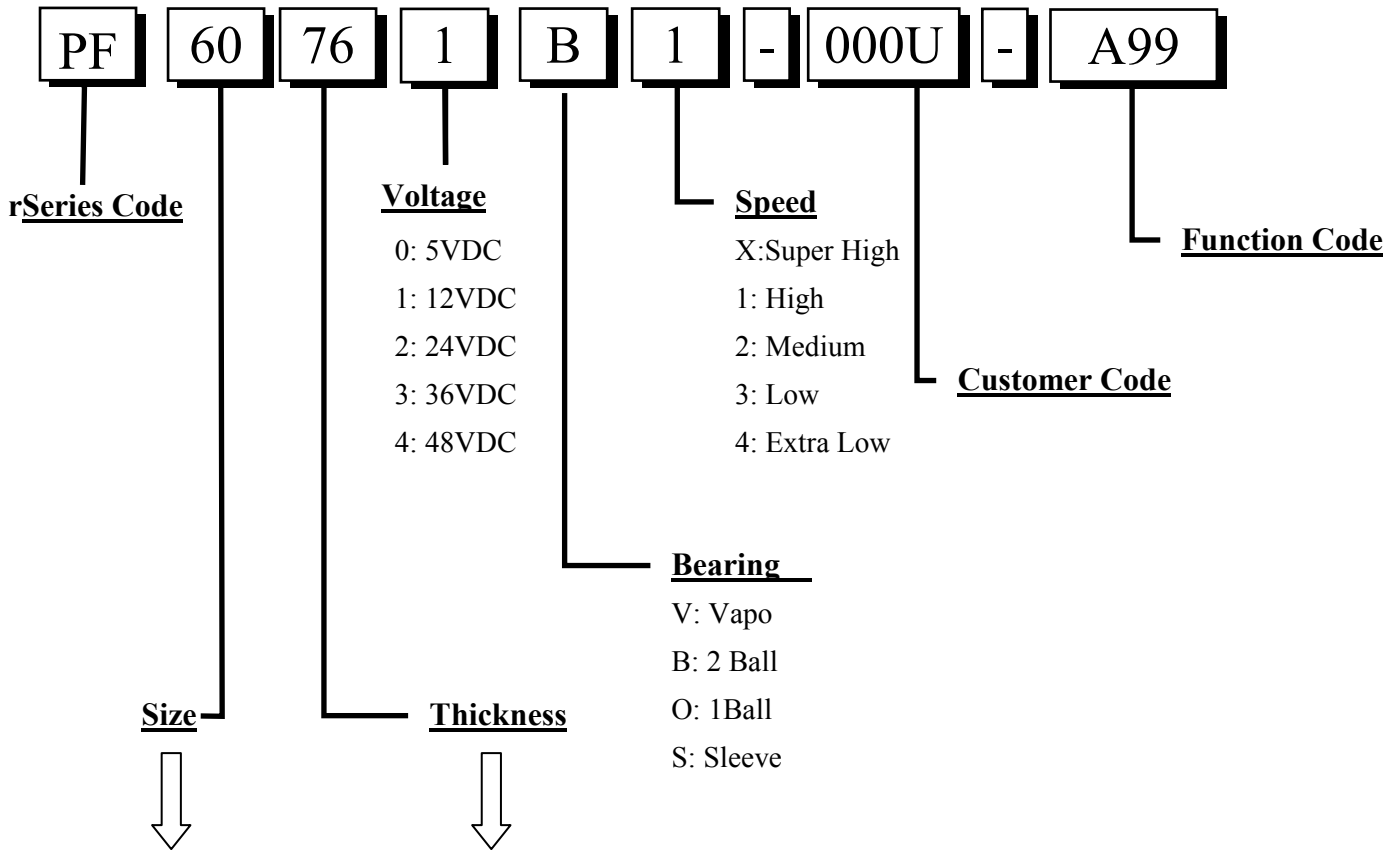 PF 60 76 1 B 1 - 000U - A99
rSeries Code
Voltage
0: 5VDC
1: 12VDC
2: 24VDC
3: 36VDC
4: 48VDC
Speed
X:Super High
1: High
2: Medium
3: Low
4: Extra Low
Function Code
Customer Code
Bearing
V: Vapo
B: 2 Ball
O: 1Ball
S: Sleeve
Size
Thickness